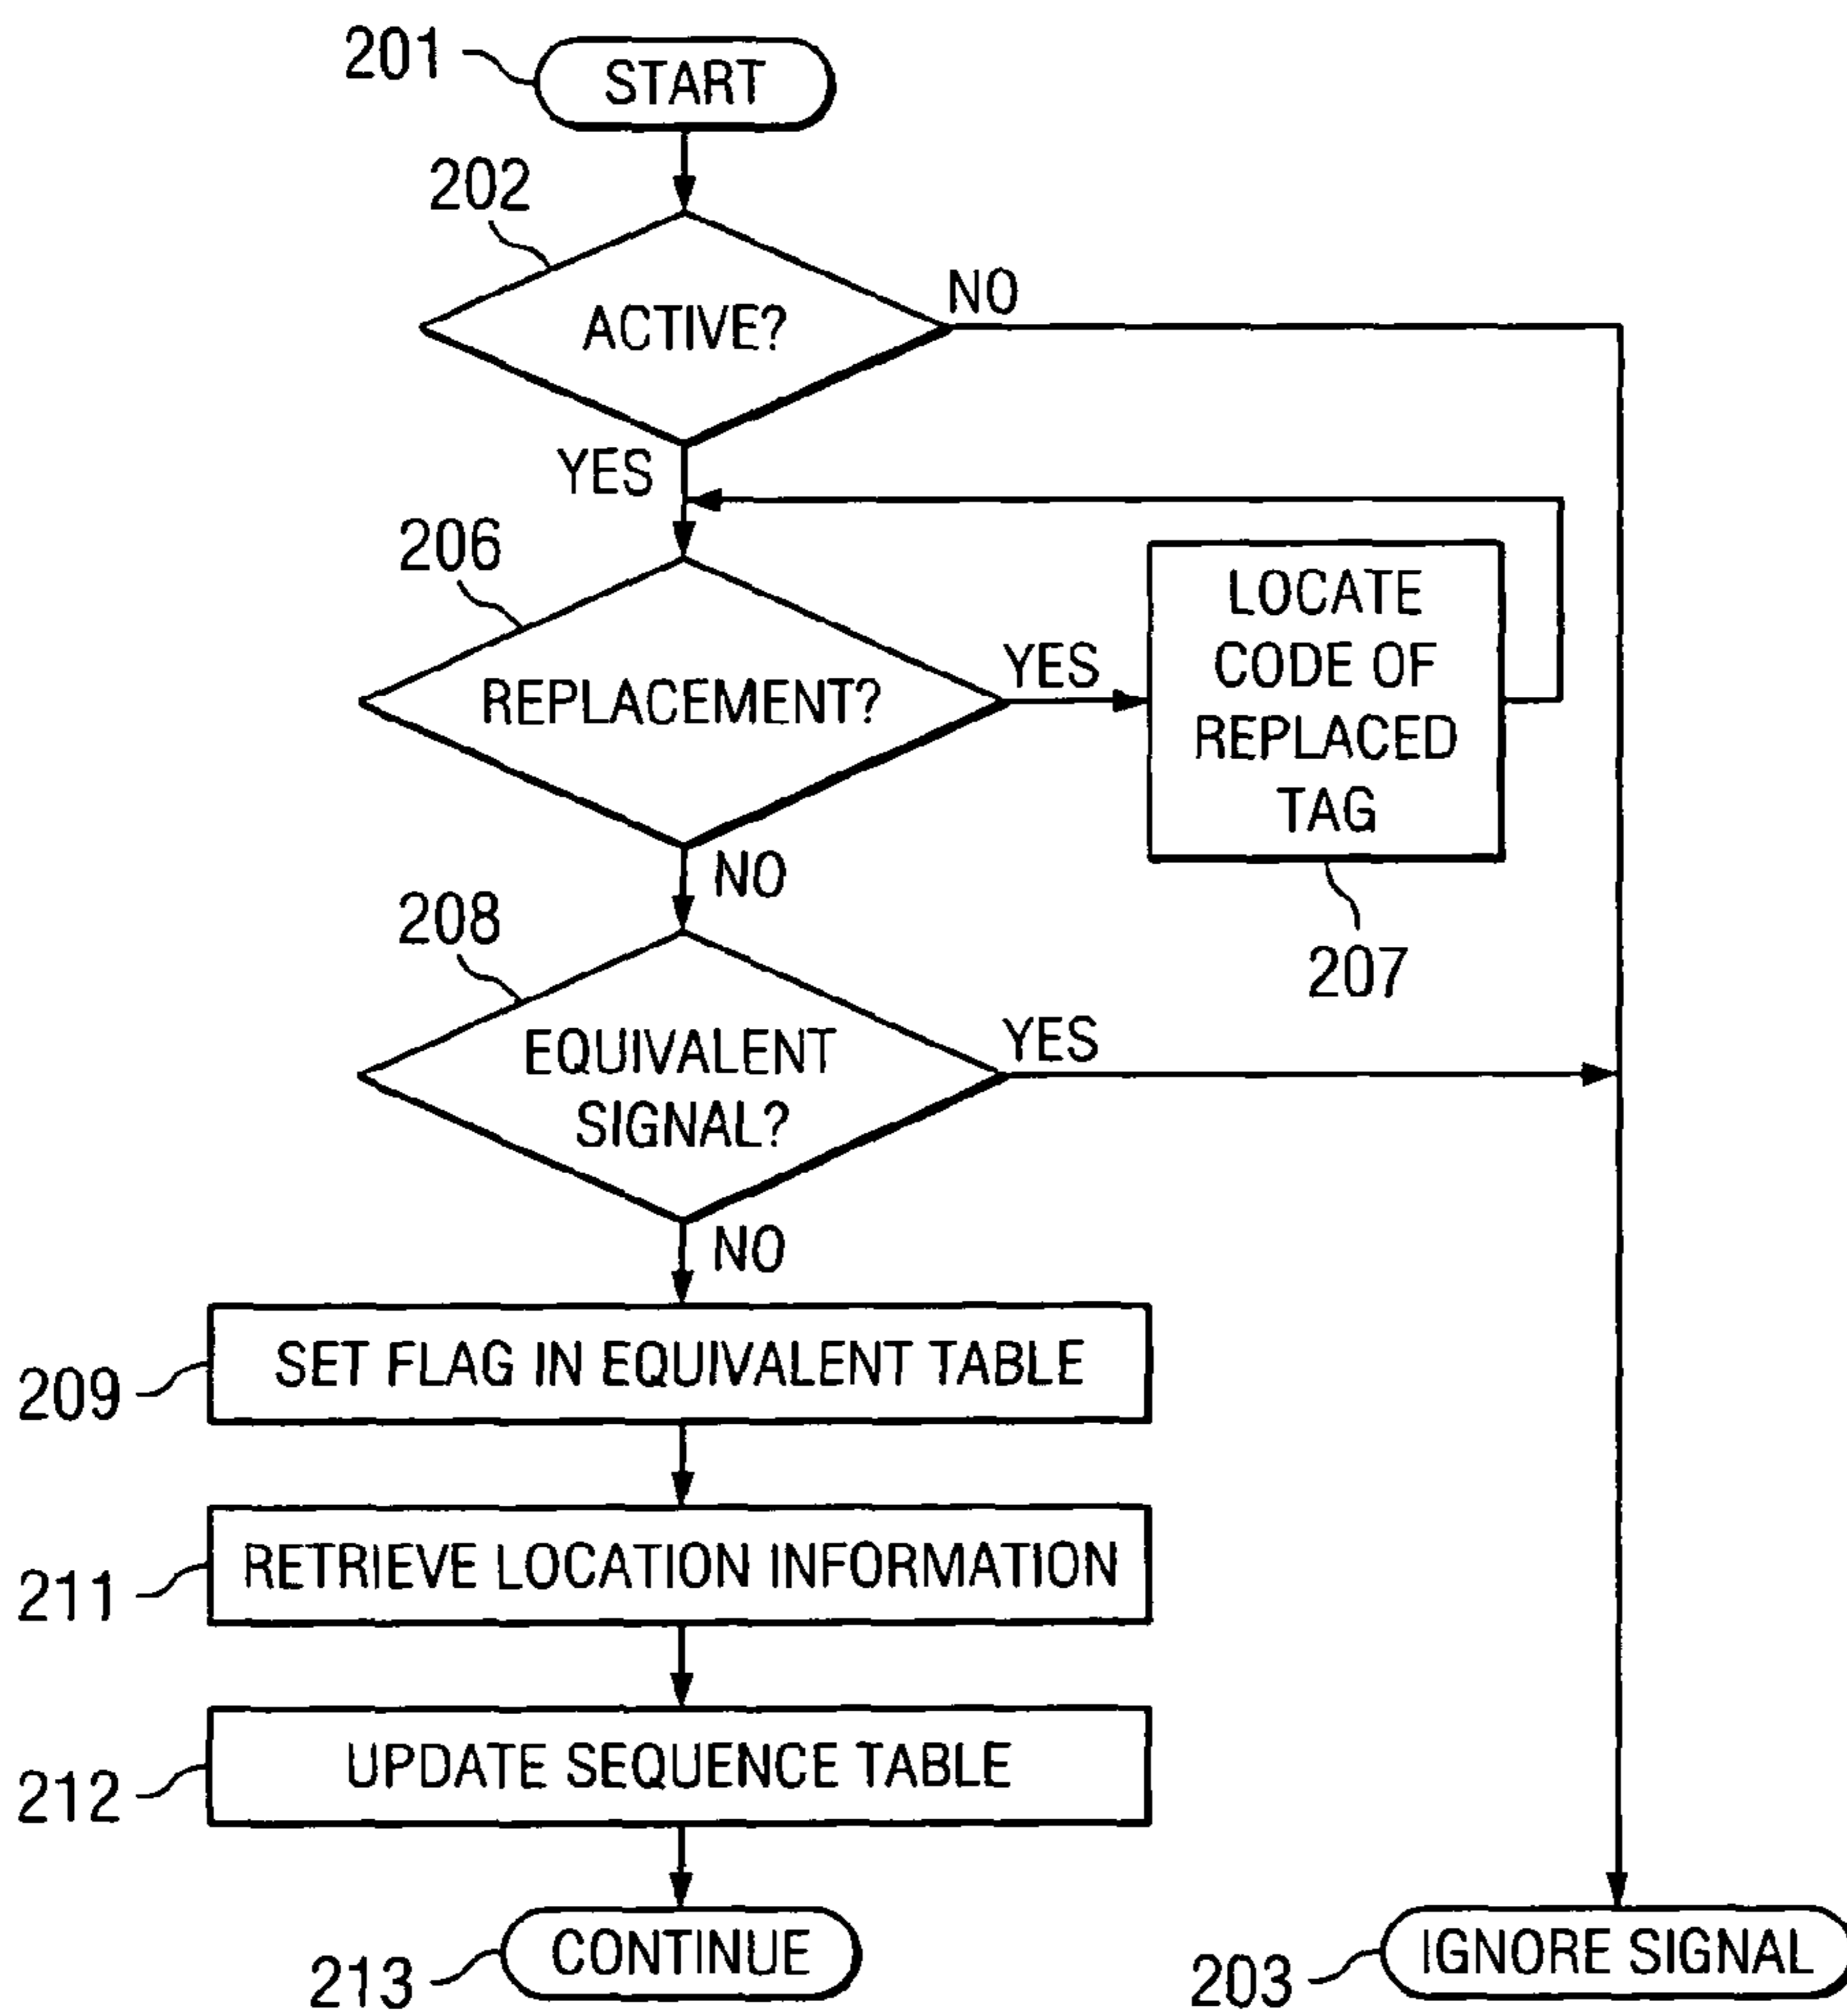 201
START
202
ACTIVE?
NO
YES
206
REPLACEMENT?
YES
LOCATE
CODE OF
REPLACED
TAG
207
NO
208
EQUIVALENT
SIGNAL?
YES
NO
209
SET FLAG IN EQUIVALENT TABLE
211
RETRIEVE LOCATION INFORMATION
212
UPDATE SEQUENCE TABLE
213
CONTINUE
203
IGNORE SIGNAL